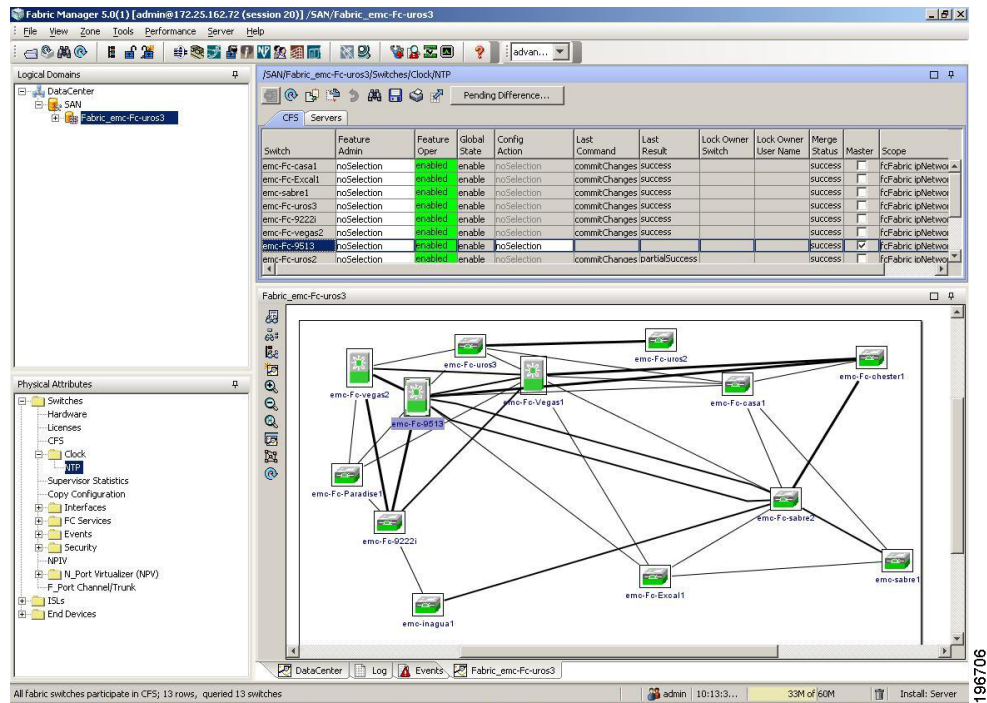 Fabric Manager 5.0(1) [admin@172.25.162.72 (session 20)] /SAN/Fabric_emc-Fc-uros3
File View Zone Tools Performance Server Help
advan...
Logical Domains
DataCenter
SAN
Fabric_emc-Fc-uros3
/SAN/Fabric_emc-Fc-uros3/Switches/Clock/NTP
Pending Difference...
CFS Servers
Switch Feature Admin Feature Oper Global State Config Action Last Command Last Result Lock Owner Switch Lock Owner User Name Merge Status Master Scope
emc-Fc-casa1 noSelection enabled enable noSelection commitChanges success success fcFabric ipNetwor
emc-Fc-Excal1 noSelection enabled enable noSelection commitChanges success success fcFabric ipNetwor
emc-sabre1 noSelection enabled enable noSelection commitChanges success success fcFabric ipNetwor
emc-Fc-uros3 noSelection enabled enable noSelection commitChanges success success fcFabric ipNetwor
emc-Fc-9222i noSelection enabled enable noSelection commitChanges success success fcFabric ipNetwor
emc-Fc-vegas2 noSelection enabled enable noSelection commitChanges success success fcFabric ipNetwor
emc-Fc-9513 noSelection enabled enable noSelection success fcFabric ipNetwor
emc-Fc-uros2 noSelection enabled enable noSelection commitChanges partialSuccess success fcFabric ipNetwor
Fabric_emc-Fc-uros3
emc-Fc-uros3
emc-Fc-uros2
emc-Fc-vegas2
emc-Fc-Vegas1
emc-Fc-casa1
emc-Fc-chester1
emc-Fc-9513
emc-Fc-Paradise1
emc-Fc-9222i
emc-Fc-sabre2
emc-sabre1
emc-Fc-Excal1
emc-inagua1
Physical Attributes
Switches
Hardware
Licenses
CFS
Clock
NTP
Supervisor Statistics
Copy Configuration
Interfaces
FC Services
Events
Security
NPIV
N_Port Virtualizer (NPV)
F_Port Channel/Trunk
ISLs
End Devices
DataCenter Log Events Fabric_emc-Fc-uros3
All fabric switches participate in CFS; 13 rows, queried 13 switches
admin 10:13:3... 33M of 60M Install: Server
196706